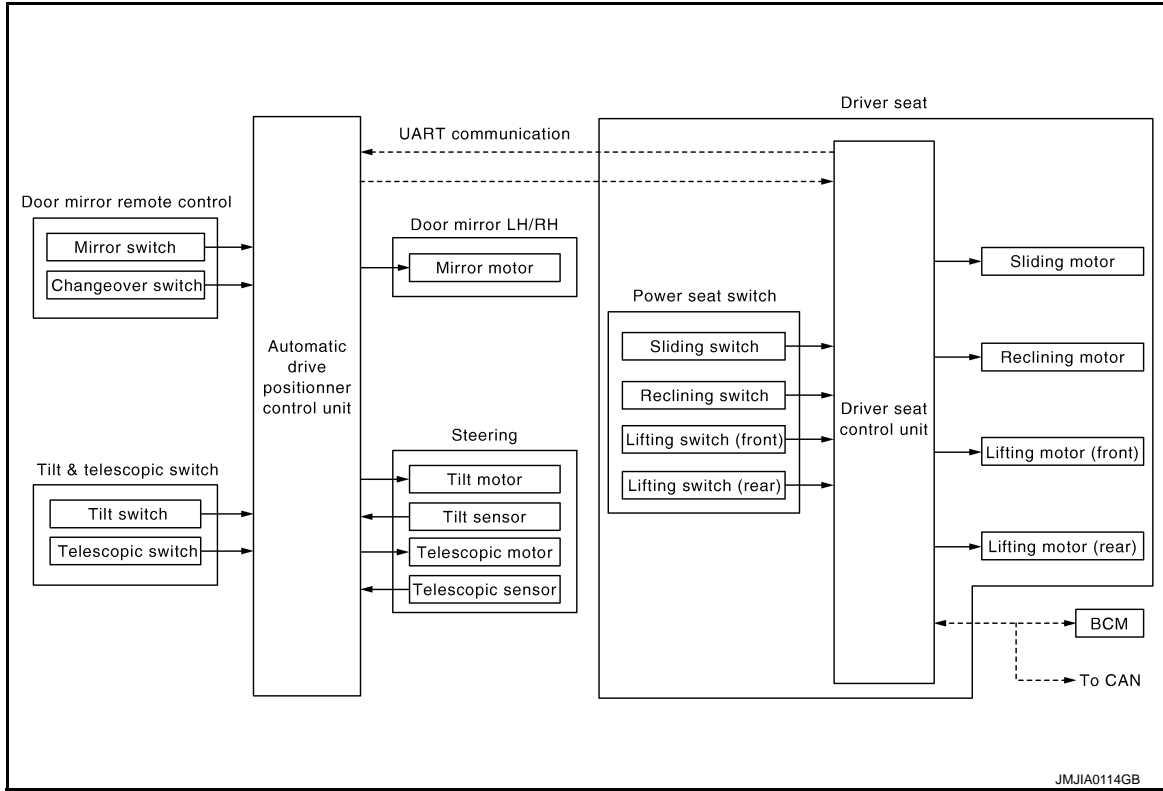 Driver seat
UART communication
Door mirror remote control
Mirror switch
Changeover switch
Door mirror LH/RH
Mirror motor
Automatic
drive
positionner
control unit
Tilt & telescopic switch
Tilt switch
Telescopic switch
Steering
Tilt motor
Tilt sensor
Telescopic motor
Telescopic sensor
Power seat switch
Sliding switch
Reclining switch
Lifting switch (front)
Lifting switch (rear)
Driver seat
control unit
Sliding motor
Reclining motor
Lifting motor (front)
Lifting motor (rear)
BCM
To CAN
JMJIA0114GB